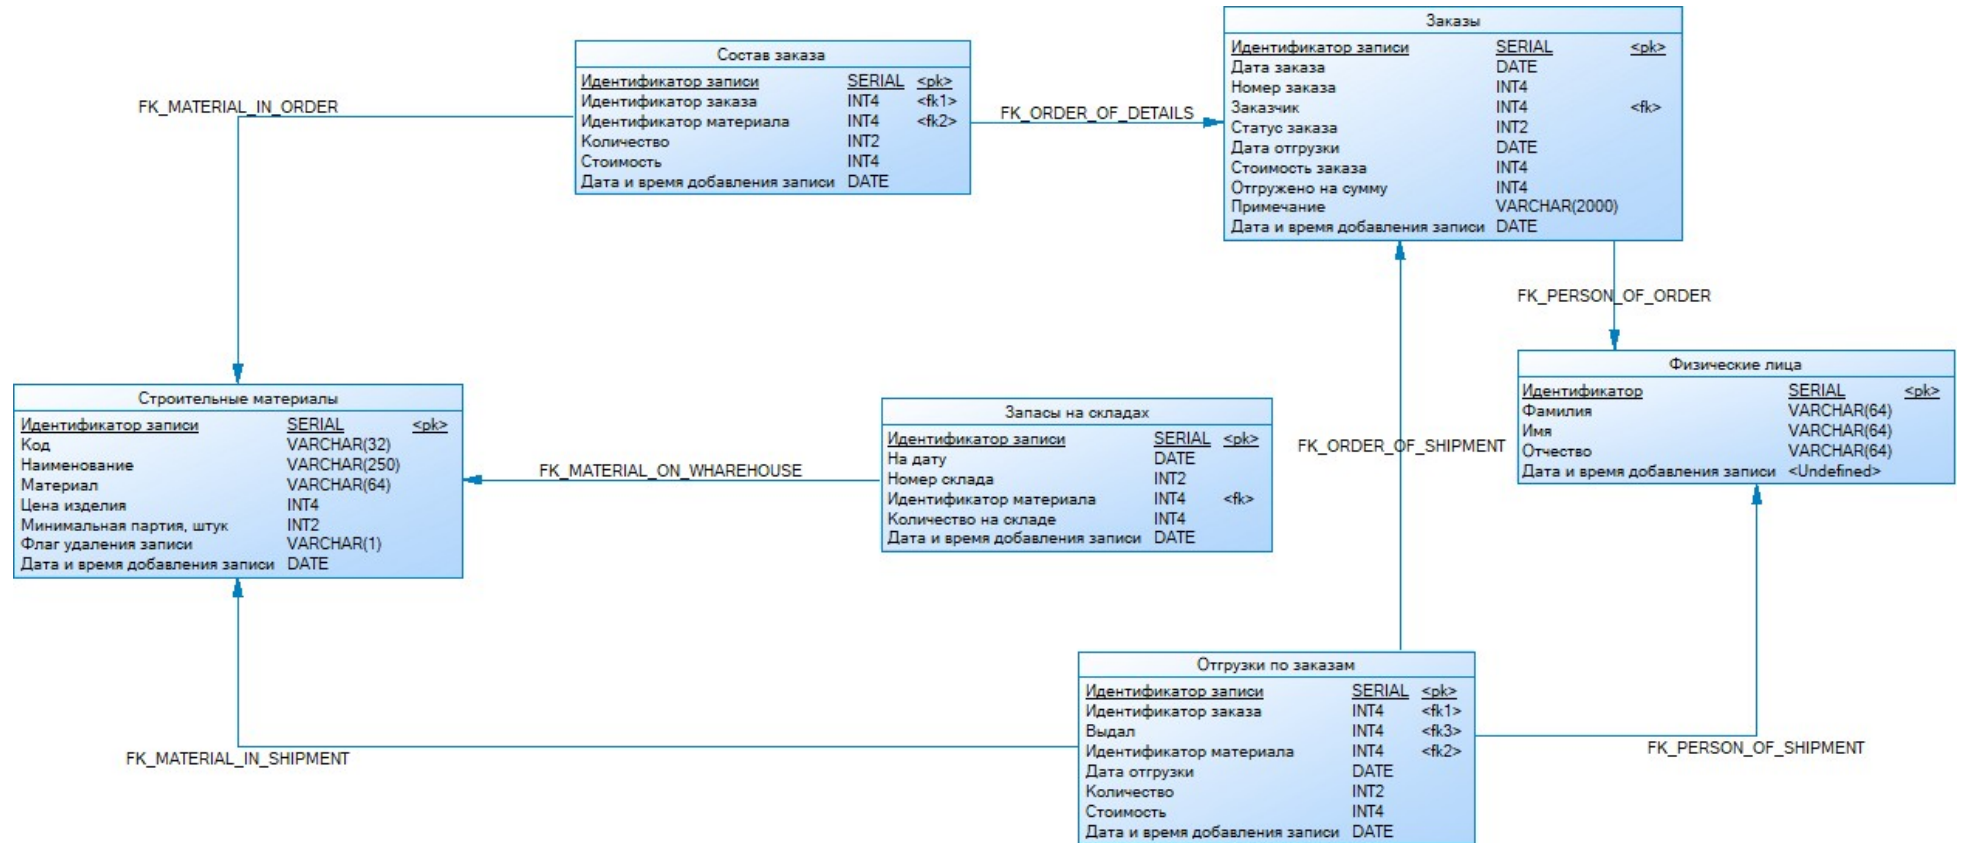 Состав заказа
Идентификатор записи SERIAL <pk>
Идентификатор заказа INT4 <fk1>
Идентификатор материала INT4 <fk2>
Количество INT2
Стоимость INT4
Дата и время добавления записи DATE
Заказы
Идентификатор записи SERIAL <pk>
Дата заказа DATE
Номер заказа INT4
Заказчик INT4 <fk>
Статус заказа INT2
Дата отгрузки DATE
Стоимость заказа INT4
Отгружено на сумму INT4
Примечание VARCHAR(2000)
Дата и время добавления записи DATE
FK_MATERIAL_IN_ORDER
FK_ORDER_OF_DETAILS
FK_PERSON_OF_ORDER
Строительные материалы
Идентификатор записи SERIAL <pk>
Код VARCHAR(32)
Наименование VARCHAR(250)
Материал VARCHAR(64)
Цена изделия INT4
Минимальная партия, штук INT2
Флаг удаления записи VARCHAR(1)
Дата и время добавления записи DATE
FK_MATERIAL_ON_WHAREHOUSE
Запасы на складах
Идентификатор записи SERIAL <pk>
На дату DATE
Номер склада INT2
Идентификатор материала INT4 <fk>
Количество на складе INT4
Дата и время добавления записи DATE
FK_ORDER_OF_SHIPMENT
Физические лица
Идентификатор SERIAL <pk>
Фамилия VARCHAR(64)
Имя VARCHAR(64)
Отчество VARCHAR(64)
Дата и время добавления записи <Undefined>
FK_MATERIAL_IN_SHIPMENT
Отгрузки по заказам
Идентификатор записи SERIAL <pk>
Идентификатор заказа INT4 <fk1>
Выдал INT4 <fk3>
Идентификатор материала INT4 <fk2>
Дата отгрузки DATE
Количество INT2
Стоимость INT4
Дата и время добавления записи DATE
FK_PERSON_OF_SHIPMENT